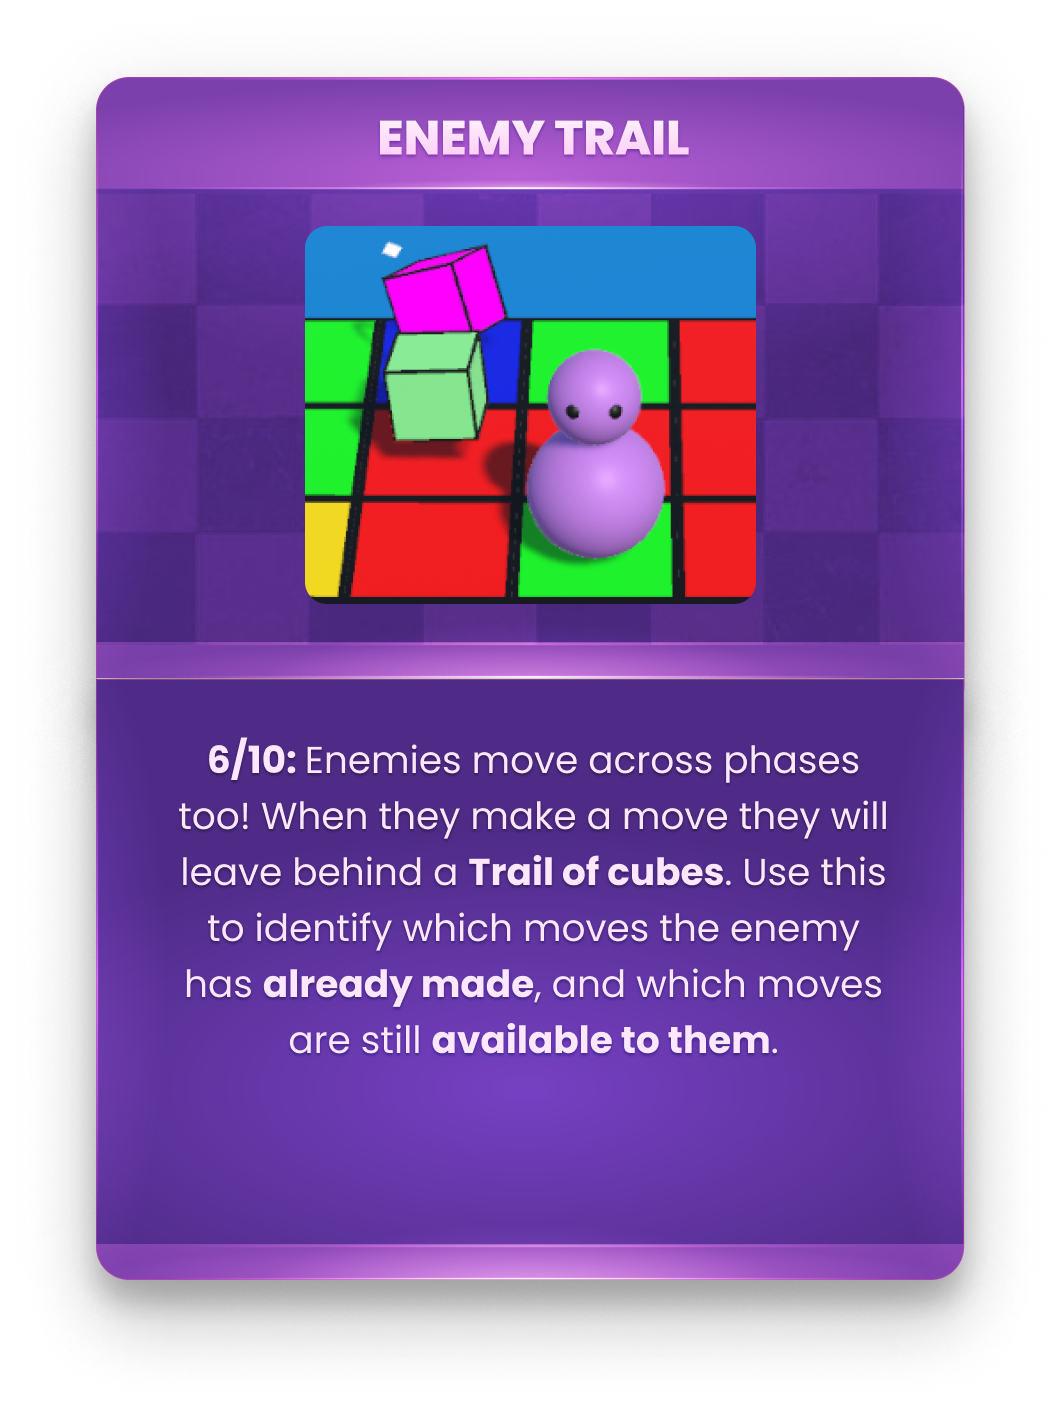 ENEMY TRAIL
6/10: Enemies move across phases
too! When they make a move they will
leave behind a Trail of cubes. Use this
to identify which moves the enemy
has already made, and which moves
are still available to them.